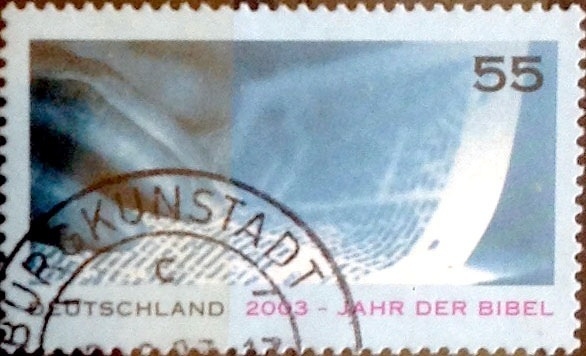 55
BURGKUNSTADT
C
DEUTSCHLAND 2003 - JAHR DER BIBEL